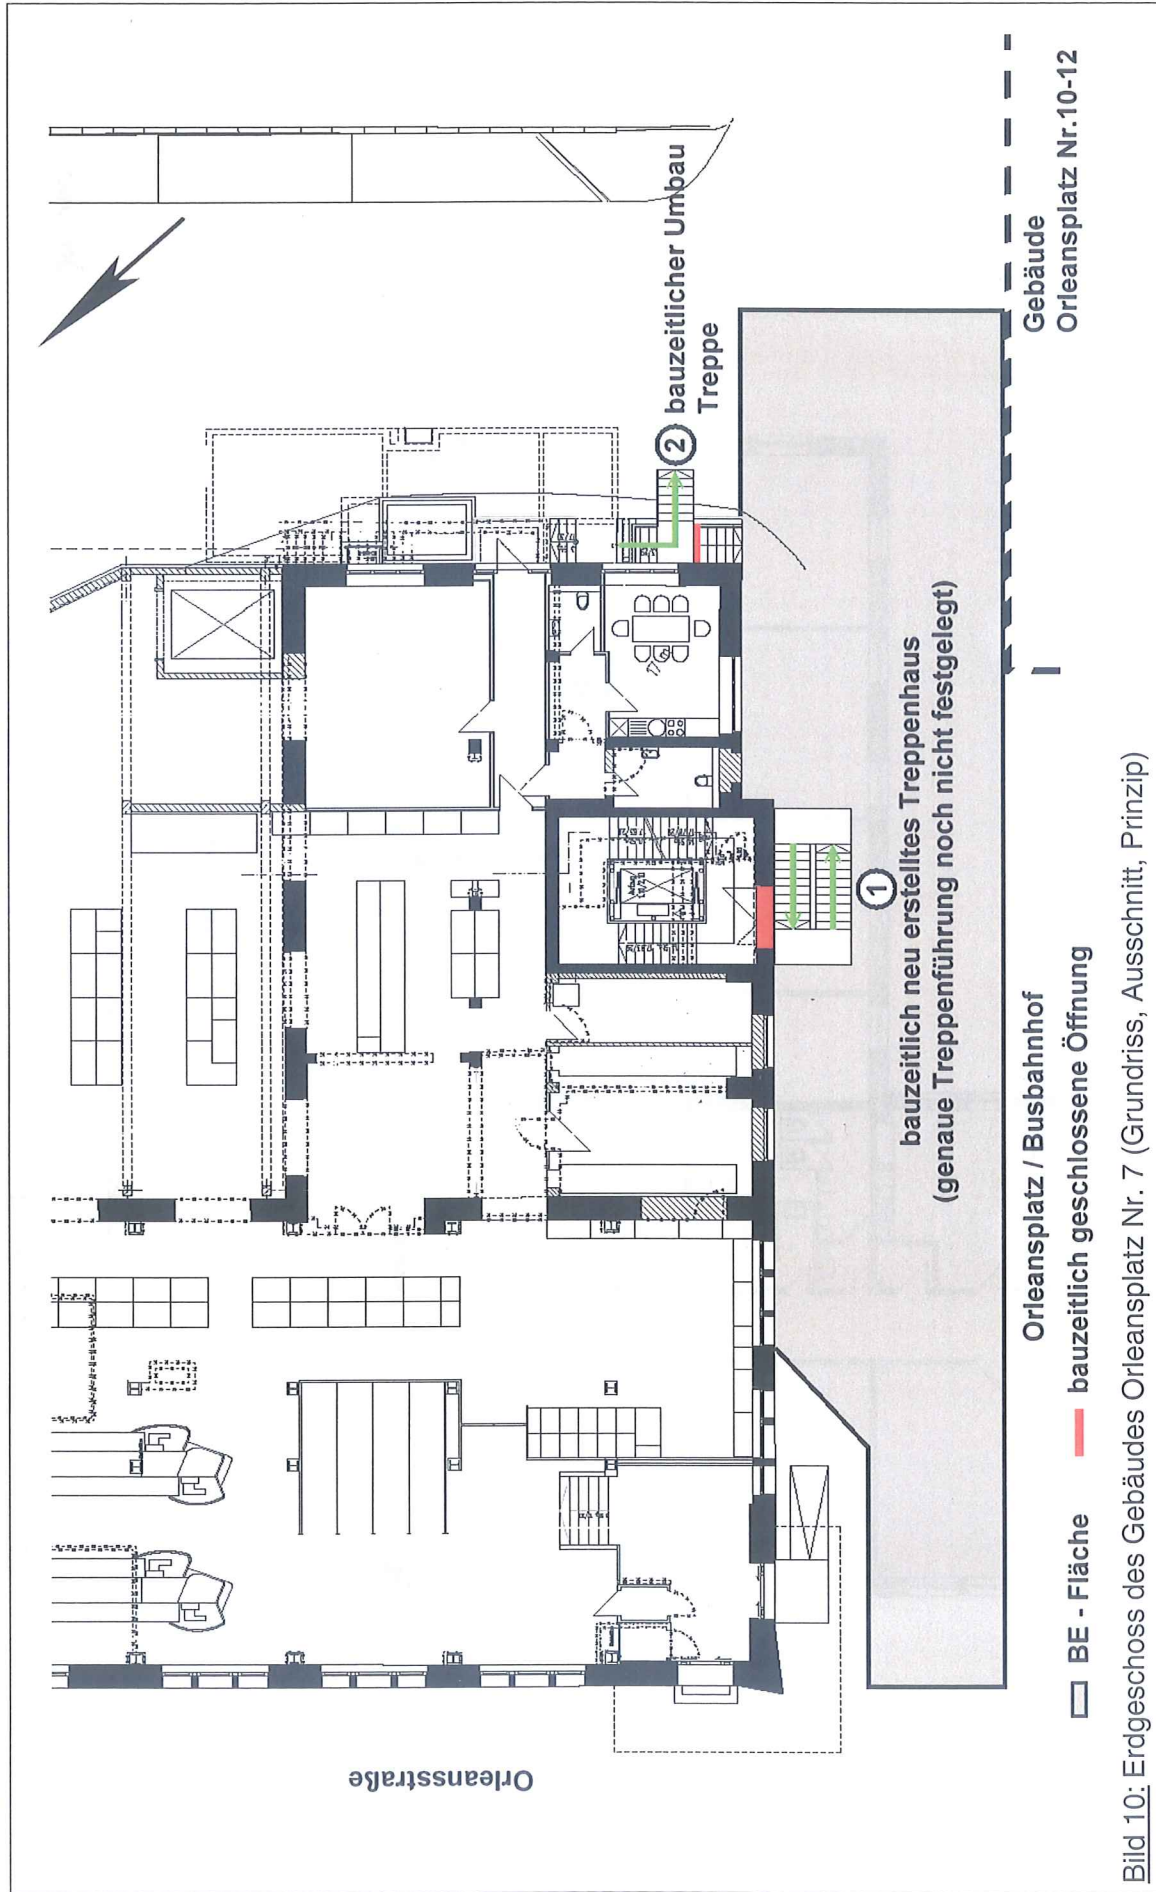 Orleansstraße
② bauzeitlicher Umbau
Treppe
17 m
①
bauzeitlich neu erstelltes Treppenhaus
(genaue Treppenführung noch nicht festgelegt)
Gebäude
Orleansplatz Nr.10-12
Orleansplatz / Busbahnhof
BE - Fläche
bauzeitlich geschlossene Öffnung
Bild 10: Erdgeschoss des Gebäudes Orleansplatz Nr. 7 (Grundriss, Ausschnitt, Prinzip)